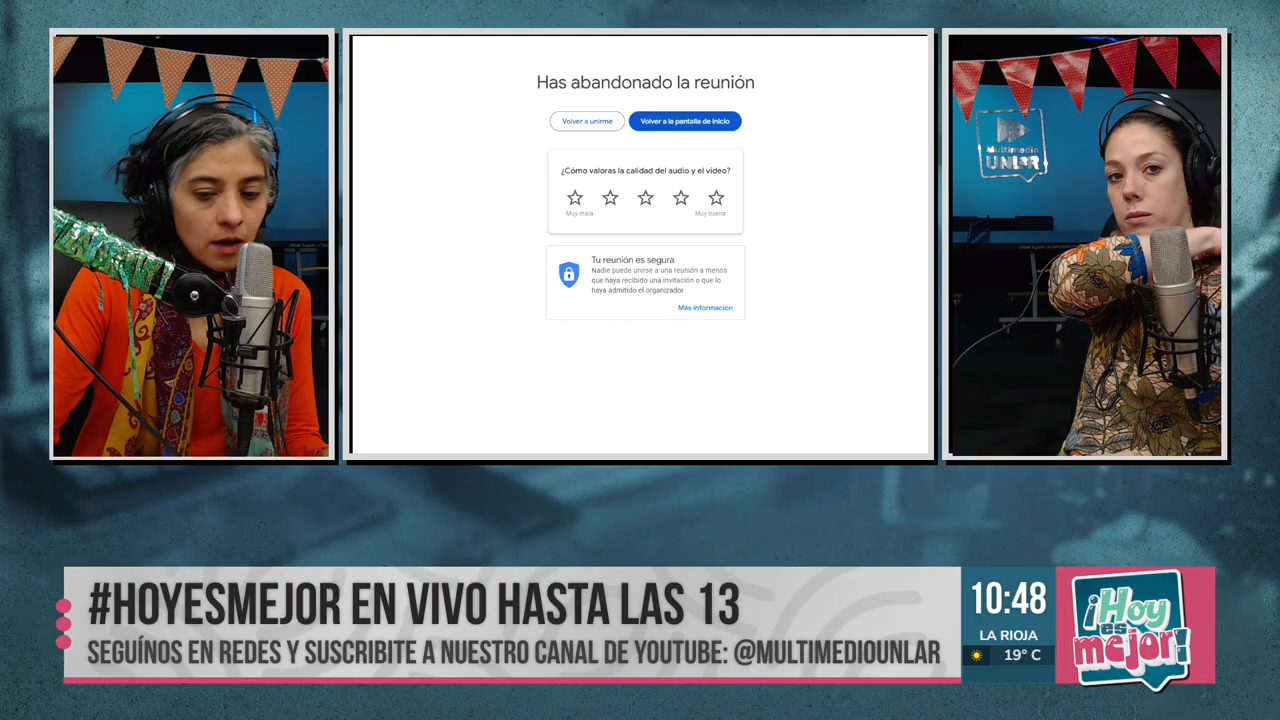 Has abandonado la reunión
Volver a unirme
Volver a la pantalla de inicio
¿Cómo valoras la calidad del audio y el vídeo?
Muy mala
Muy buena
Tu reunión es segura
Nadie puede unirse a una reunión a menos
que haya recibido una invitación o que lo
haya admitido el organizador
Más información
Multimedio
UNLaR
#HOYESMEJOR EN VIVO HASTA LAS 13
SEGUÍNOS EN REDES Y SUSCRIBITE A NUESTRO CANAL DE YOUTUBE: @MULTIMEDIOUNLAR
10:48
LA RIOJA
19° C
¡Hoy
es
mejor!